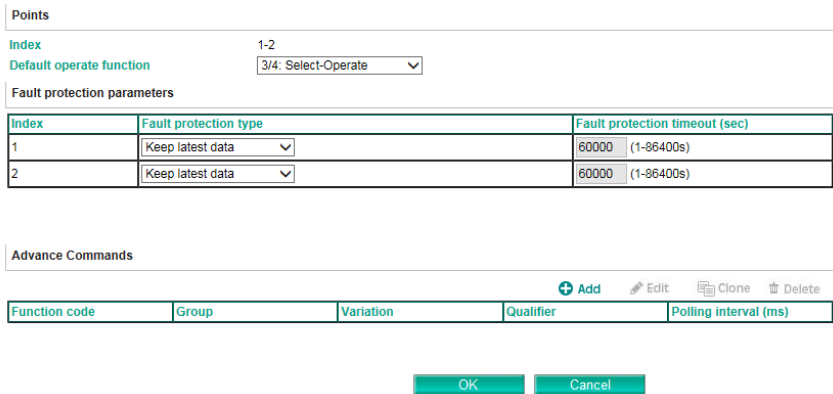 Points
Index 1-2
Default operate function 3/4: Select-Operate
Fault protection parameters
Index Fault protection type Fault protection timeout (sec)
1 Keep latest data 60000 (1-86400s)
2 Keep latest data 60000 (1-86400s)
Advance Commands
Add Edit Clone Delete
Function code Group Variation Qualifier Polling interval (ms)
OK Cancel